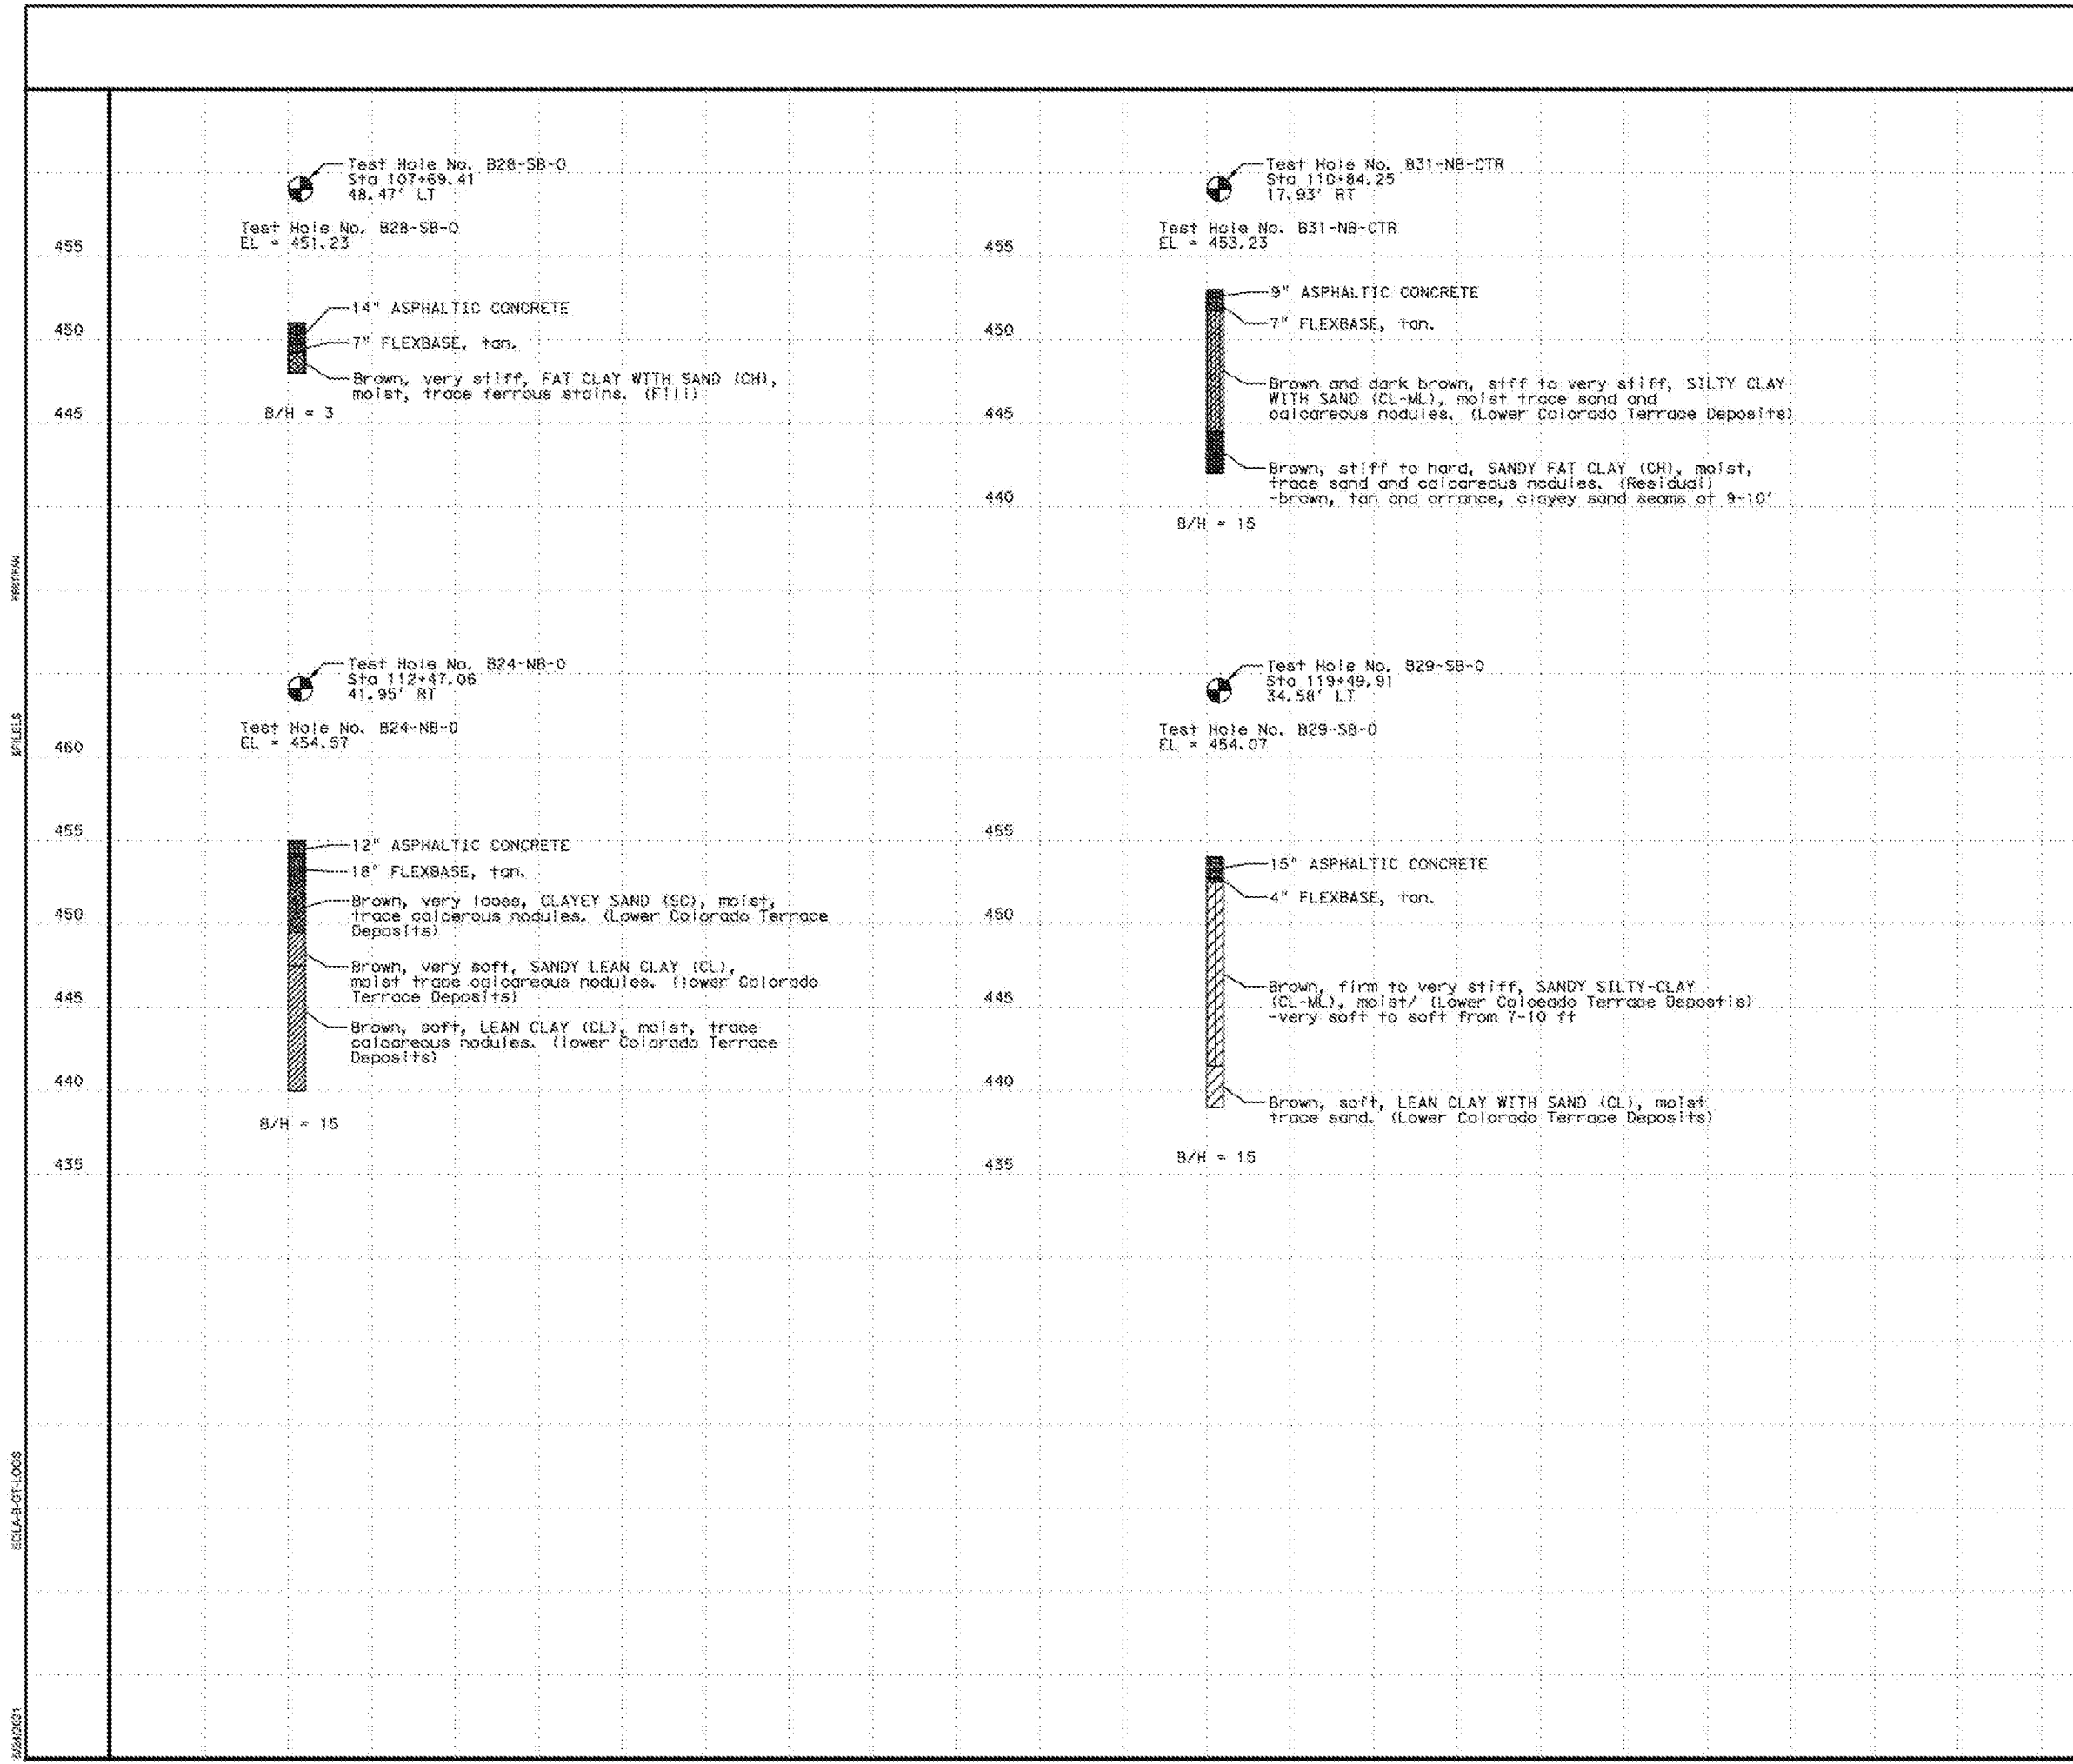 Test Hole No. B28-SB-O
Sta 107+69.41
48.47' LT
Test Hole No. B28-SB-O
EL = 451.23
455
450
445
14" ASPHALTIC CONCRETE
7" FLEXBASE, tan.
Brown, very stiff, FAT CLAY WITH SAND (CH),
moist, trace ferrous stains. (Fill)
B/H = 3
Test Hole No. B31-NB-CTR
Sta 110+84.25
17.93' RT
Test Hole No. B31-NB-CTR
EL = 453.23
455
450
445
440
9" ASPHALTIC CONCRETE
7" FLEXBASE, tan.
Brown and dark brown, stff to very stiff, SILTY CLAY
WITH SAND (CL-ML), moist trace sand and
calcareous nodules. (Lower Colorado Terrace Deposits)
Brown, stiff to hard, SANDY FAT CLAY (CH), moist,
trace sand and calcareous nodules. (Residual)
-brown, tan and orrance, clayey sand seams at 9-10'
B/H = 15
Test Hole No. B24-NB-O
Sta 112+47.06
41.95' RT
Test Hole No. B24-NB-O
EL = 454.57
460
455
450
445
440
435
12" ASPHALTIC CONCRETE
18" FLEXBASE, tan.
Brown, very loose, CLAYEY SAND (SC), moist,
trace calcerous nodules. (Lower Colorado Terrace
Deposits)
Brown, very soft, SANDY LEAN CLAY (CL),
moist trace calcareous nodules. (lower Colorado
Terrace Deposits)
Brown, soft, LEAN CLAY (CL), moist, trace
calcareous nodules. (lower Colorado Terrace
Deposits)
B/H = 15
Test Hole No. B29-SB-O
Sta 119+49.91
34.58' LT
Test Hole No. B29-SB-O
EL = 454.07
455
450
445
440
435
15" ASPHALTIC CONCRETE
4" FLEXBASE, tan.
Brown, firm to very stiff, SANDY SILTY-CLAY
(CL-ML), moist/ (Lower Coloeado Terrace Depostis)
-very soft to soft from 7-10 ft
Brown, soft, LEAN CLAY WITH SAND (CL), moist
trace sand. (Lower Colorado Terrace Deposits)
B/H = 15